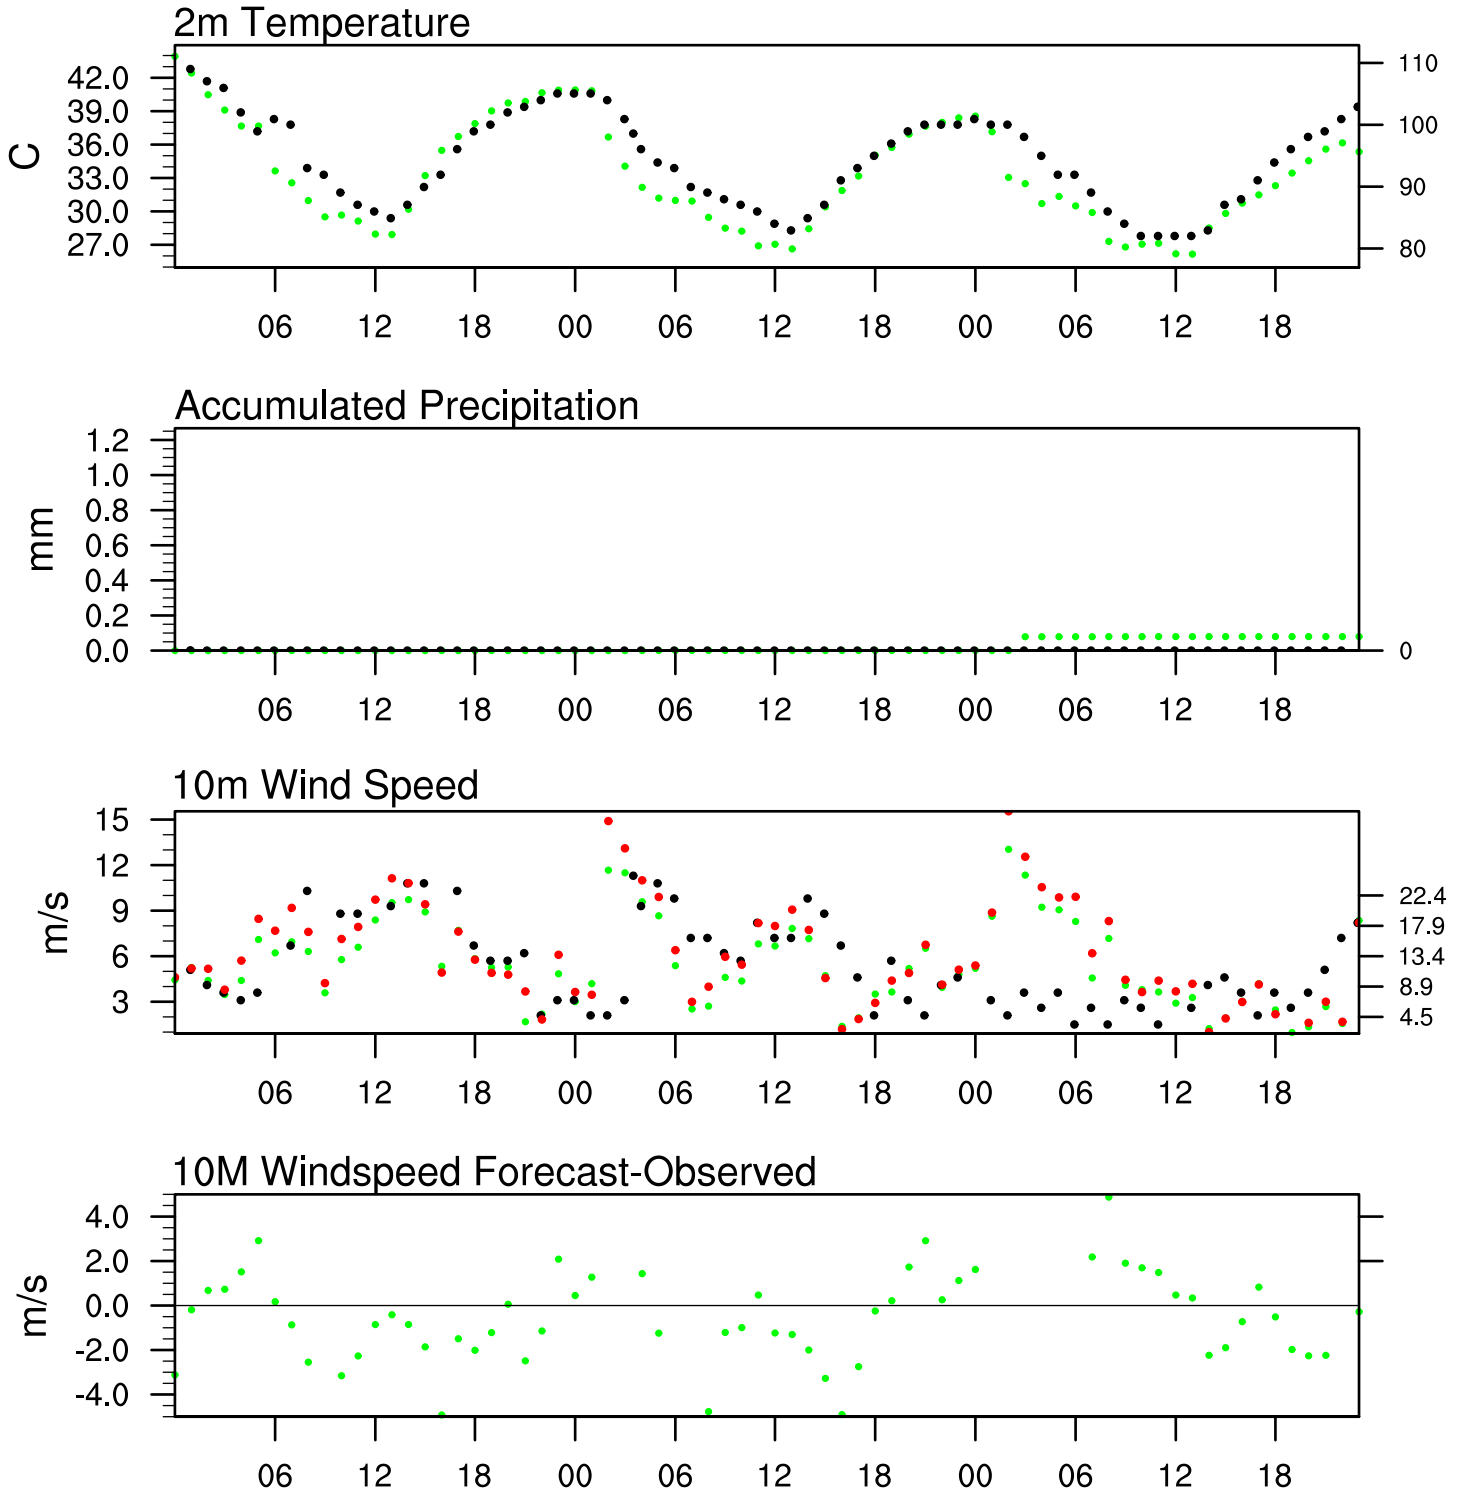 2m Temperature
42.0
39.0
36.0
33.0
30.0
27.0
C
110
100
90
80
06 12 18 00 06 12 18 00 06 12 18
Accumulated Precipitation
1.2
1.0
0.8
0.6
0.4
0.2
0.0
mm
0
06 12 18 00 06 12 18 00 06 12 18
10m Wind Speed
15
12
9
6
3
m/s
22.4
17.9
13.4
8.9
4.5
06 12 18 00 06 12 18 00 06 12 18
10M Windspeed Forecast-Observed
4.0
2.0
0.0
-2.0
-4.0
m/s
06 12 18 00 06 12 18 00 06 12 18